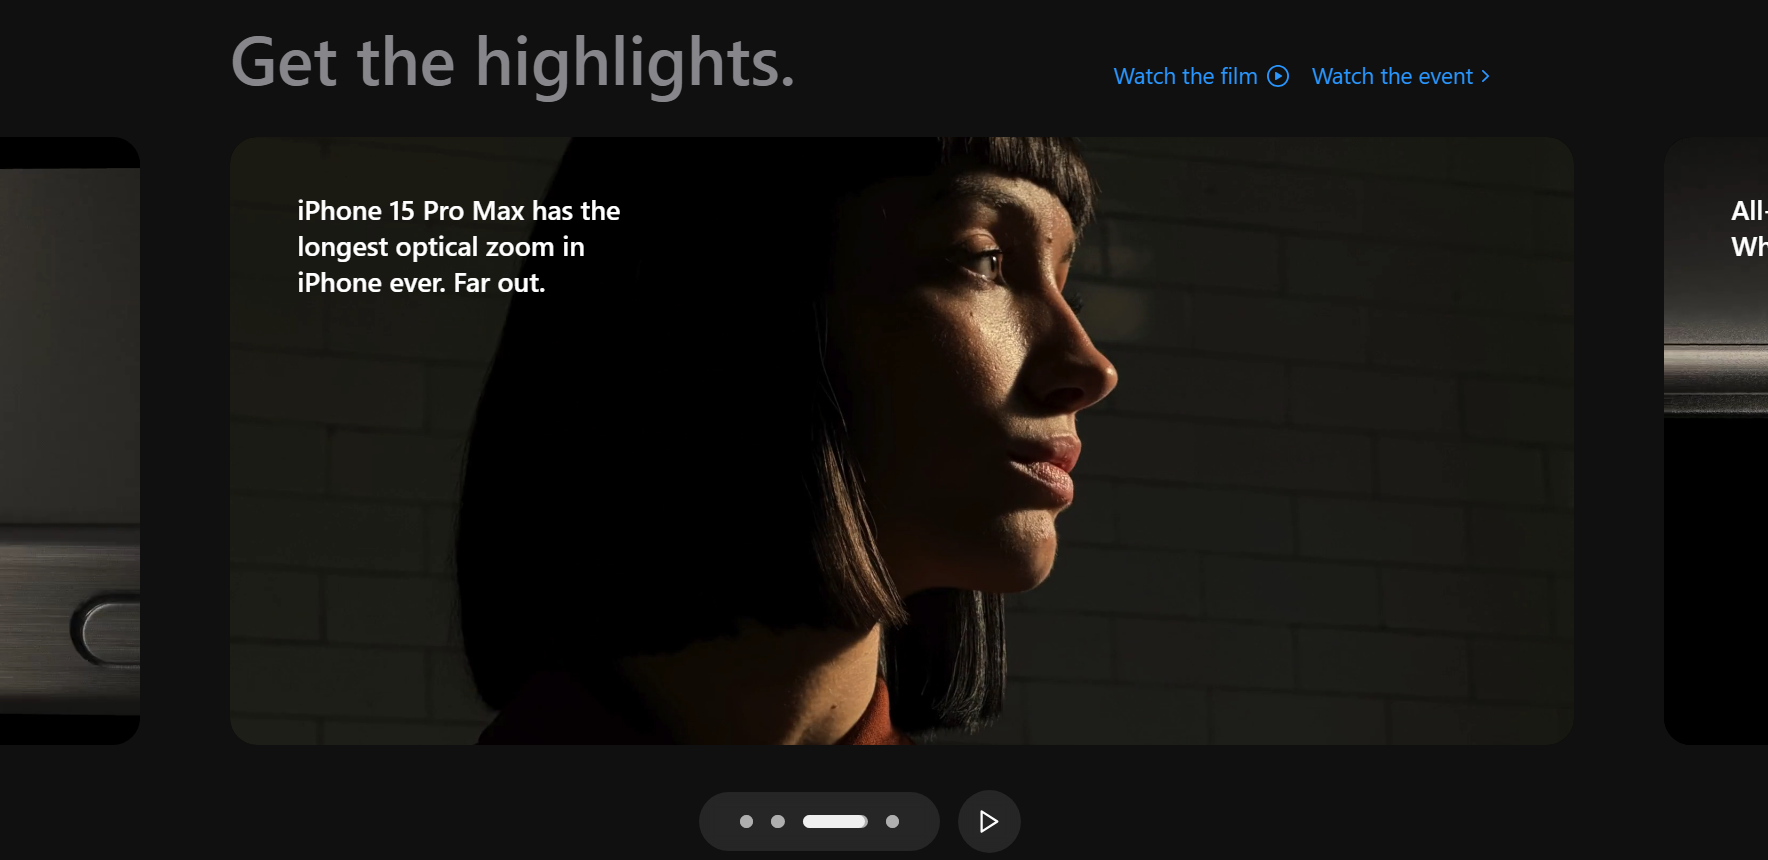 Get the highlights.
Watch the film
Watch the event
iPhone 15 Pro Max has the
longest optical zoom in
iPhone ever. Far out.
All-
Wh